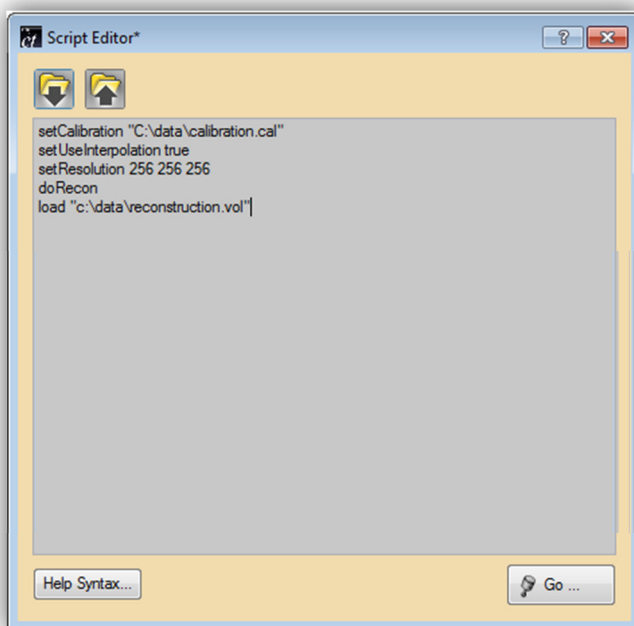 Script Editor*
setCalibration "C:\data\calibration.cal"
setUseInterpolation true
setResolution 256 256 256
doRecon
load "c:\data\reconstruction.vol"
Help Syntax...
Go ...